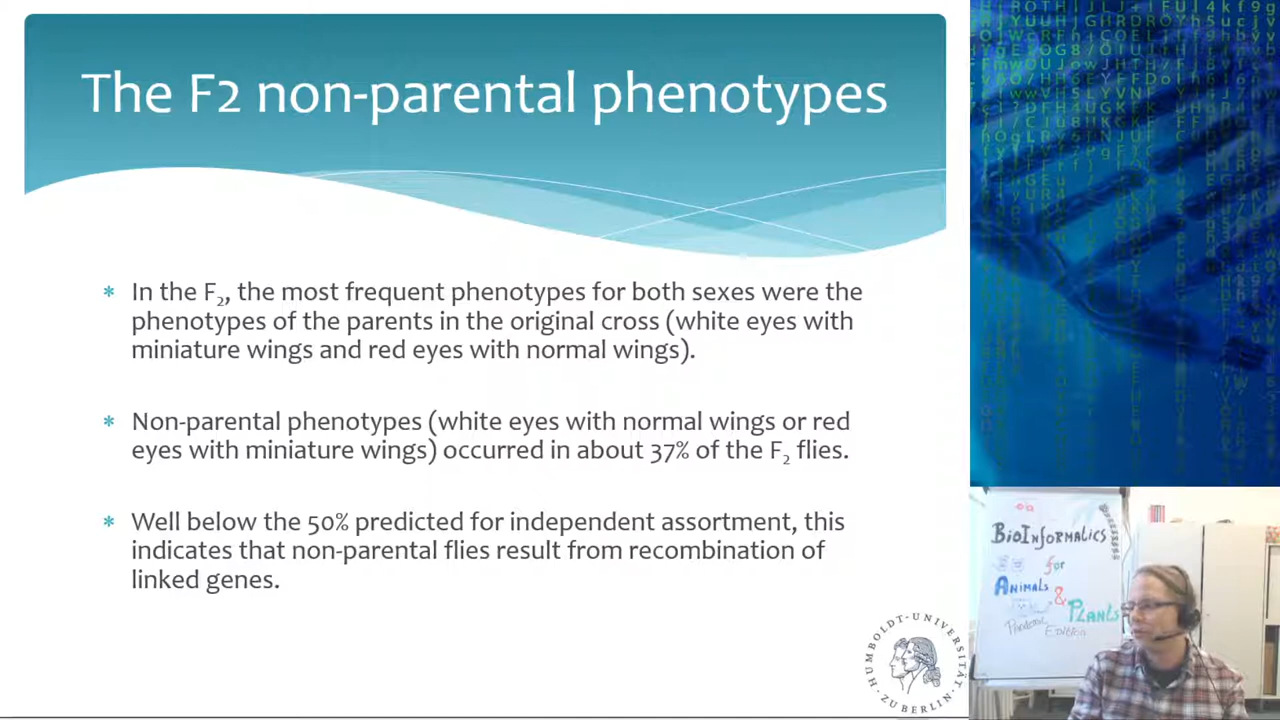 The F2 non-parental phenotypes
* In the F2, the most frequent phenotypes for both sexes were the
phenotypes of the parents in the original cross (white eyes with
miniature wings and red eyes with normal wings).
* Non-parental phenotypes (white eyes with normal wings or red
eyes with miniature wings) occurred in about 37% of the F2 flies.
* Well below the 50% predicted for independent assortment, this
indicates that non-parental flies result from recombination of
linked genes.
HUMBOLDT-UNIVERSITÄT
ZU BERLIN
BioInformatics
for
Animals
&
Plants